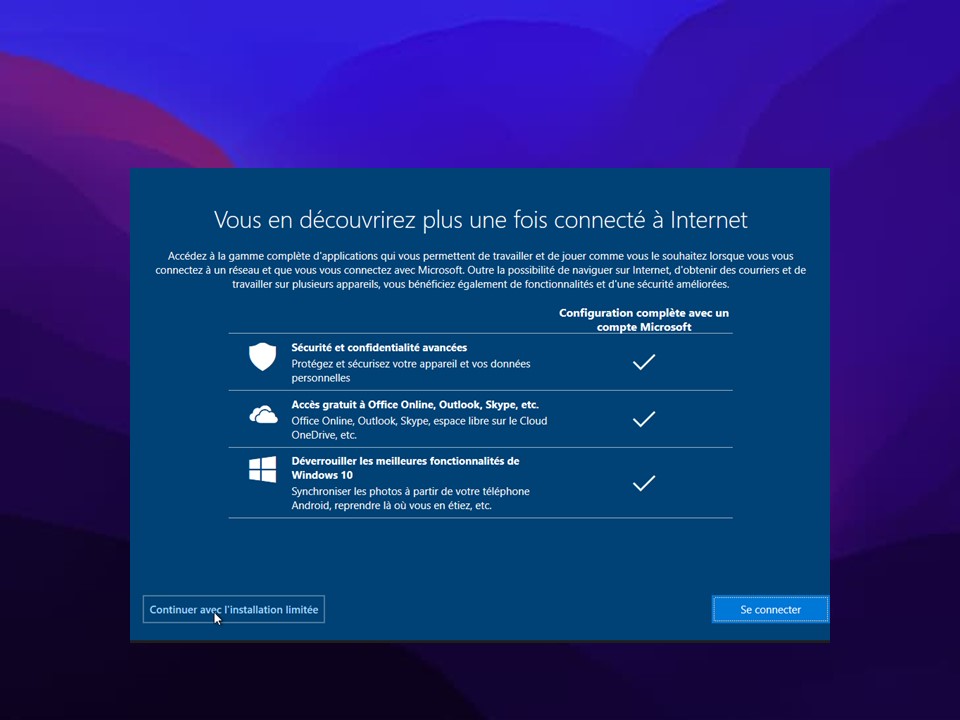 Vous en découvrirez plus une fois connecté à Internet
Accédez à la gamme complète d'applications qui vous permettent de travailler et de jouer comme vous le souhaitez lorsque vous vous
connectez à un réseau et que vous vous connectez avec Microsoft. Outre la possibilité de naviguer sur Internet, d'obtenir des courriers et de
travailler sur plusieurs appareils, vous bénéficiez également de fonctionnalités et d'une sécurité améliorées.
Configuration complète avec un
compte Microsoft
Sécurité et confidentialité avancées
Protégez et sécurisez votre appareil et vos données
personnelles
Accès gratuit à Office Online, Outlook, Skype, etc.
Office Online, Outlook, Skype, espace libre sur le Cloud
OneDrive, etc.
Déverrouiller les meilleures fonctionnalités de
Windows 10
Synchroniser les photos à partir de votre téléphone
Android, reprendre là où vous en étiez, etc.
Continuer avec l'installation limitée
Se connecter